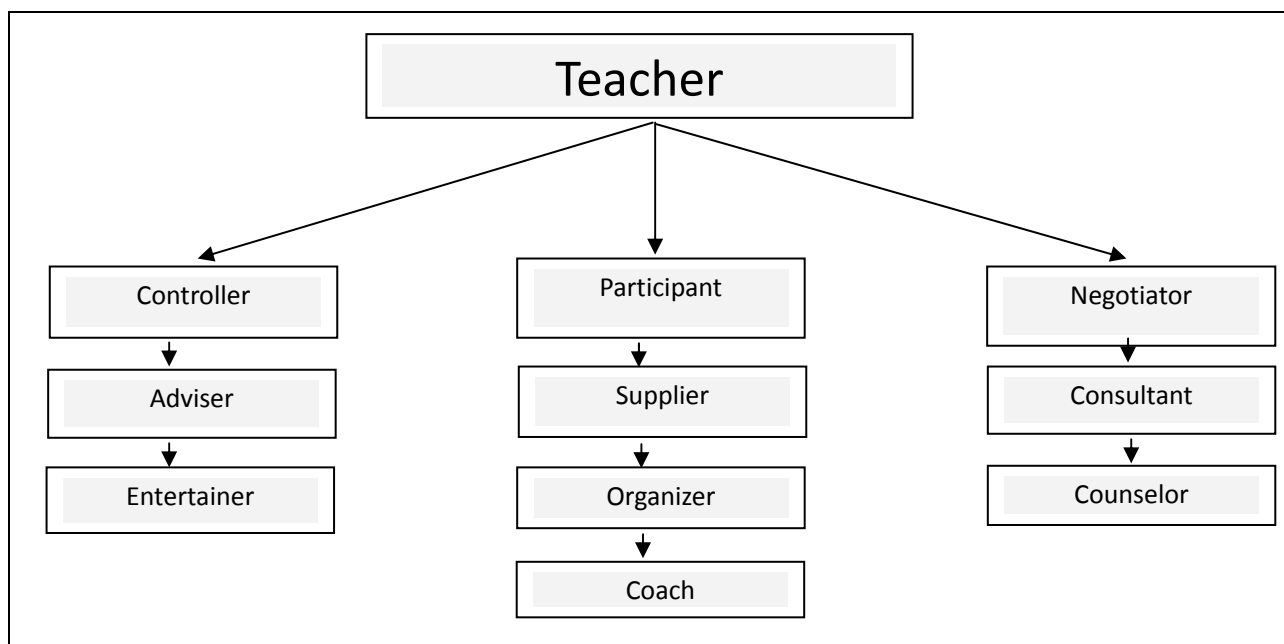 Teacher
Controller
Participant
Negotiator
Adviser
Supplier
Consultant
Entertainer
Organizer
Counselor
Coach